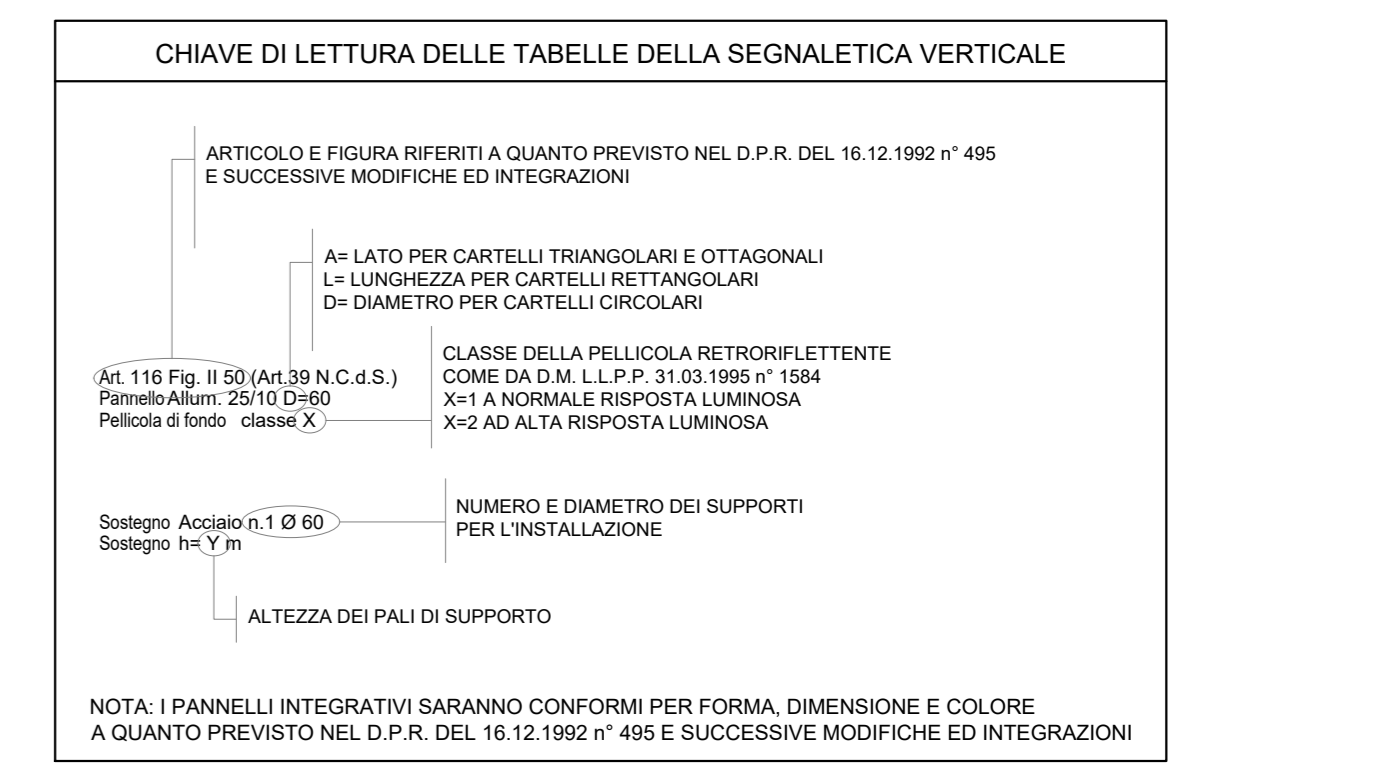 CHIAVE DI LETTURA DELLE TABELLE DELLA SEGNALETICA VERTICALE
ARTICOLO E FIGURA RIFERITI A QUANTO PREVISTO NEL D.P.R. DEL 16.12.1992 n° 495
E SUCCESSIVE MODIFICHE ED INTEGRAZIONI
A= LATO PER CARTELLI TRIANGOLARI E OTTAGONALI
L= LUNGHEZZA PER CARTELLI RETTANGOLARI
D= DIAMETRO PER CARTELLI CIRCOLARI
CLASSE DELLA PELLICOLA RETRORIFLETTENTE
COME DA D.M. L.L.P.P. 31.03.1995 n° 1584
X=1 A NORMALE RISPOSTA LUMINOSA
X=2 AD ALTA RISPOSTA LUMINOSA
Art. 116 Fig. II 50 (Art.39 N.C.d.S.)
Pannello Allum. 25/10 D=60
Pellicola di fondo classe X
NUMERO E DIAMETRO DEI SUPPORTI
PER L'INSTALLAZIONE
Sostegno Acciaio n.1 Ø 60
Sostegno h= Y m
ALTEZZA DEI PALI DI SUPPORTO
NOTA: I PANNELLI INTEGRATIVI SARANNO CONFORMI PER FORMA, DIMENSIONE E COLORE
A QUANTO PREVISTO NEL D.P.R. DEL 16.12.1992 n° 495 E SUCCESSIVE MODIFICHE ED INTEGRAZIONI